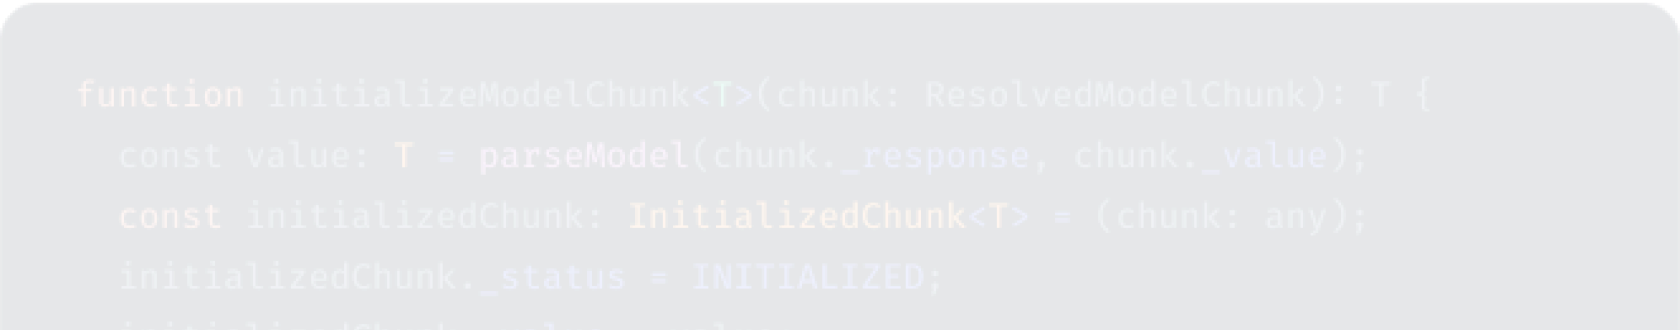 function initializeModelChunk<T>(chunk: ResolvedModelChunk): T {
const value: T = parseModel(chunk._response, chunk._value);
const initializedChunk: InitializedChunk<T> = (chunk: any);
initializedChunk._status = INITIALIZED;